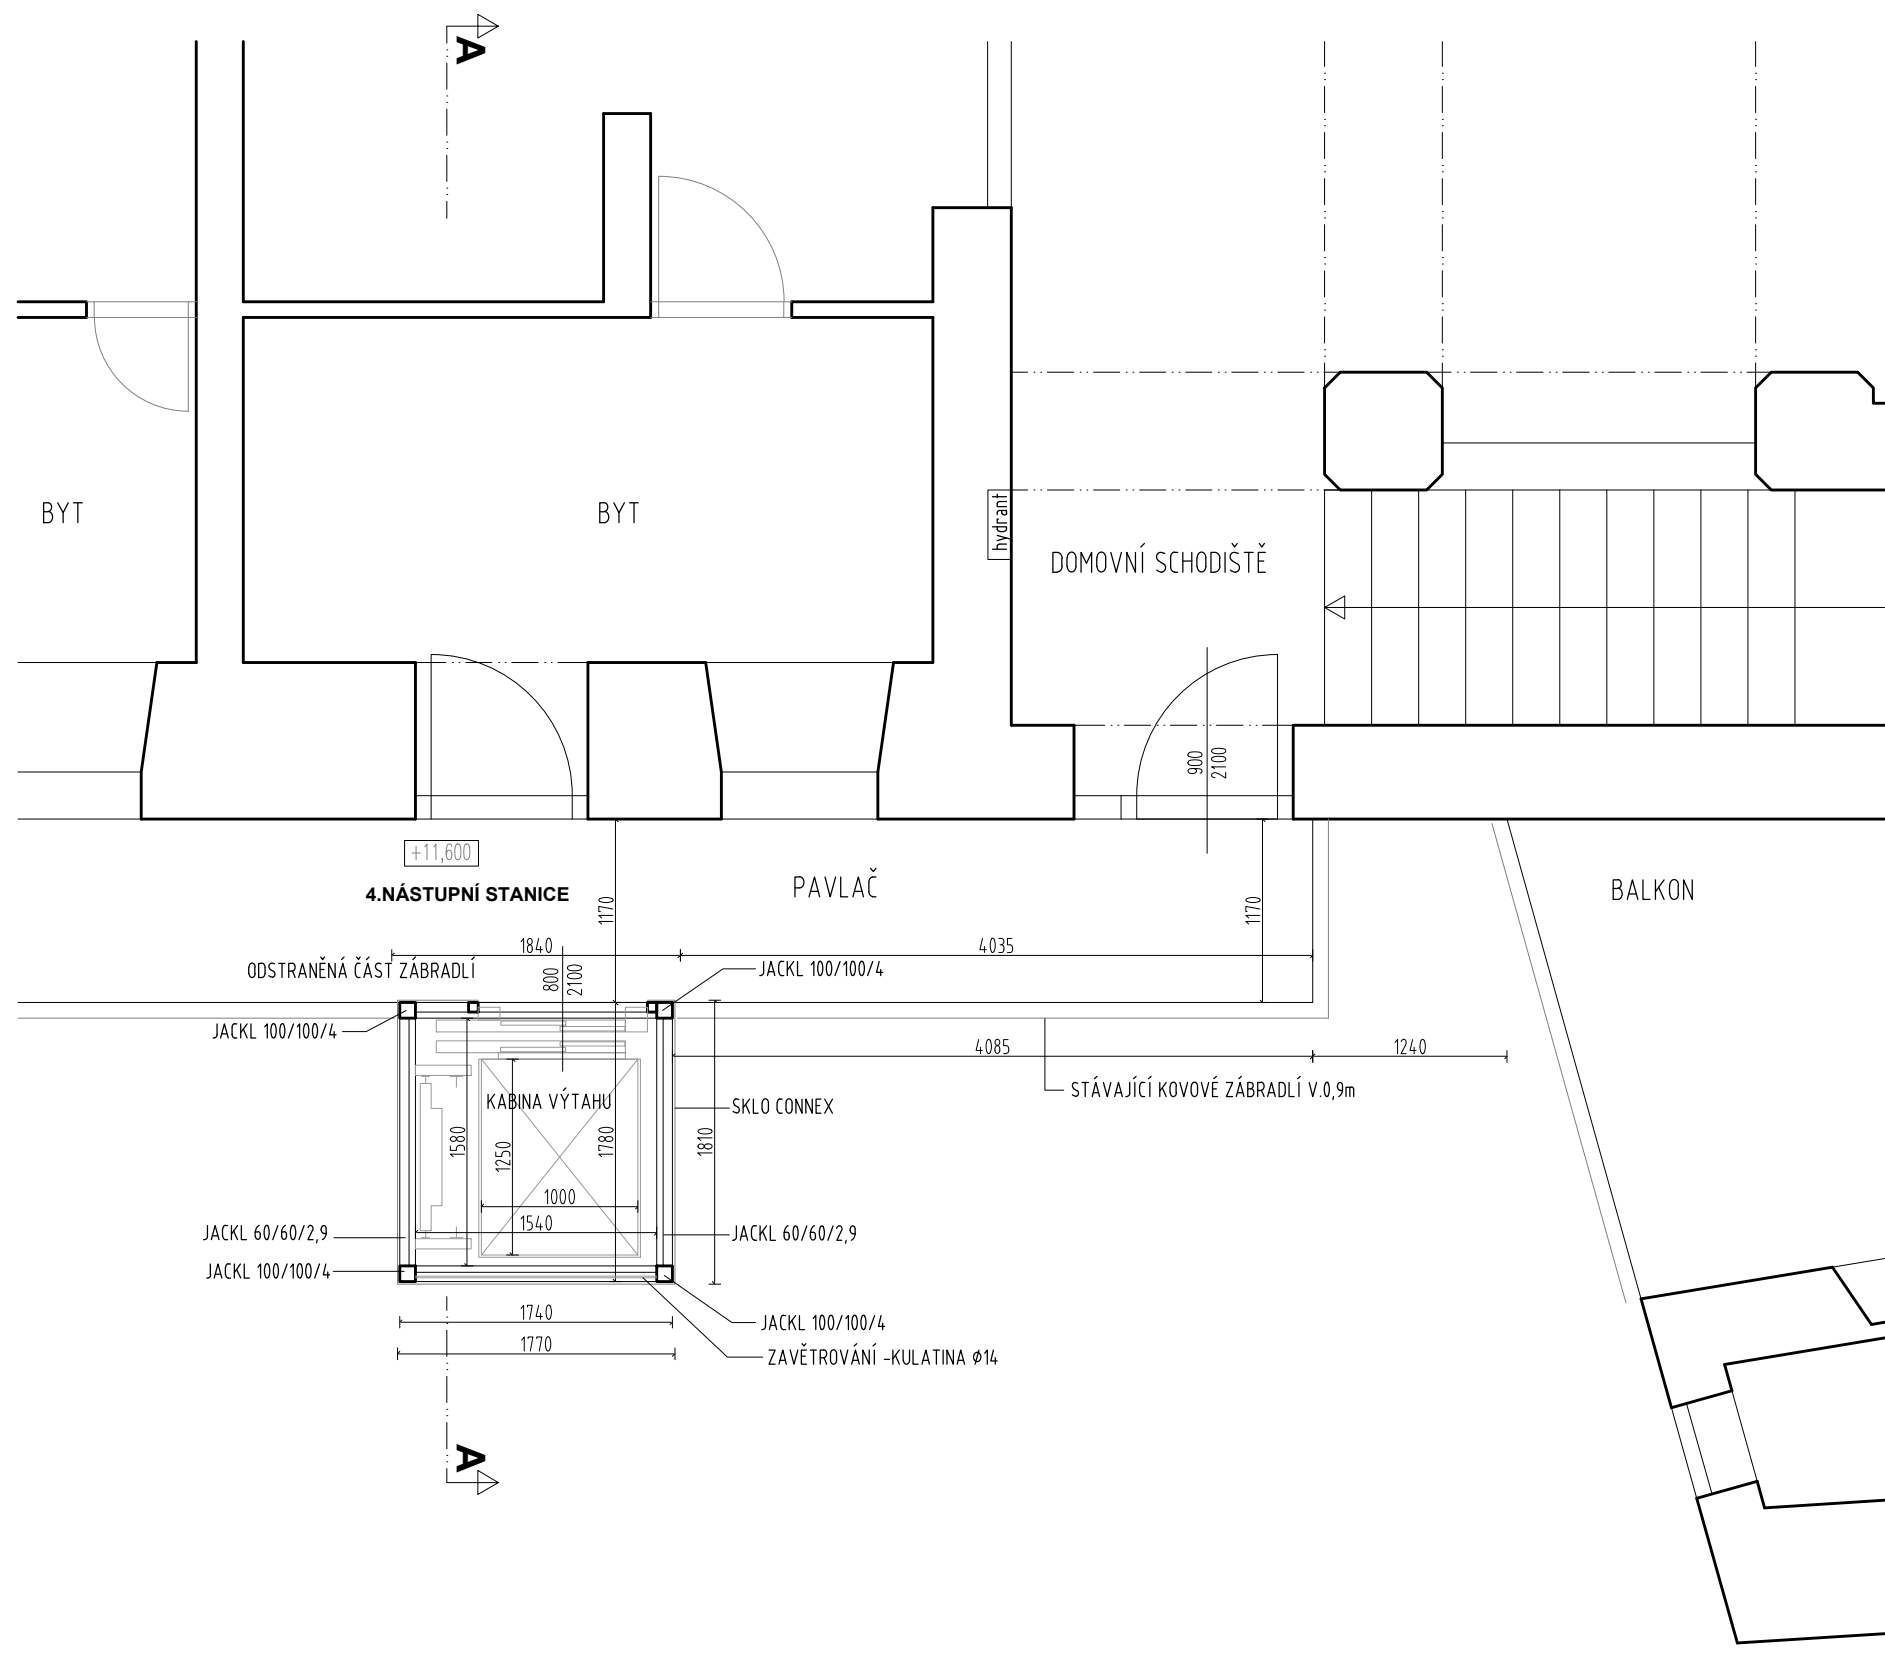 A
BYT
BYT
hydrant
DOMOVNÍ SCHODIŠTĚ
900
2100
+11,600
4.NÁSTUPNÍ STANICE
PAVLAČ
BALKON
1170
1170
1840
4035
ODSTRANĚNÁ ČÁST ZÁBRADLÍ
800
2100
JACKL 100/100/4
JACKL 100/100/4
4085
1240
STÁVAJÍCÍ KOVOVÉ ZÁBRADLÍ V.0,9m
KABINA VÝTAHU
SKLO CONNEX
1580
1250
1780
1810
1000
1540
JACKL 60/60/2,9
JACKL 60/60/2,9
JACKL 100/100/4
1740
JACKL 100/100/4
1770
ZAVĚTROVÁNÍ -KULATINA Ø14
A